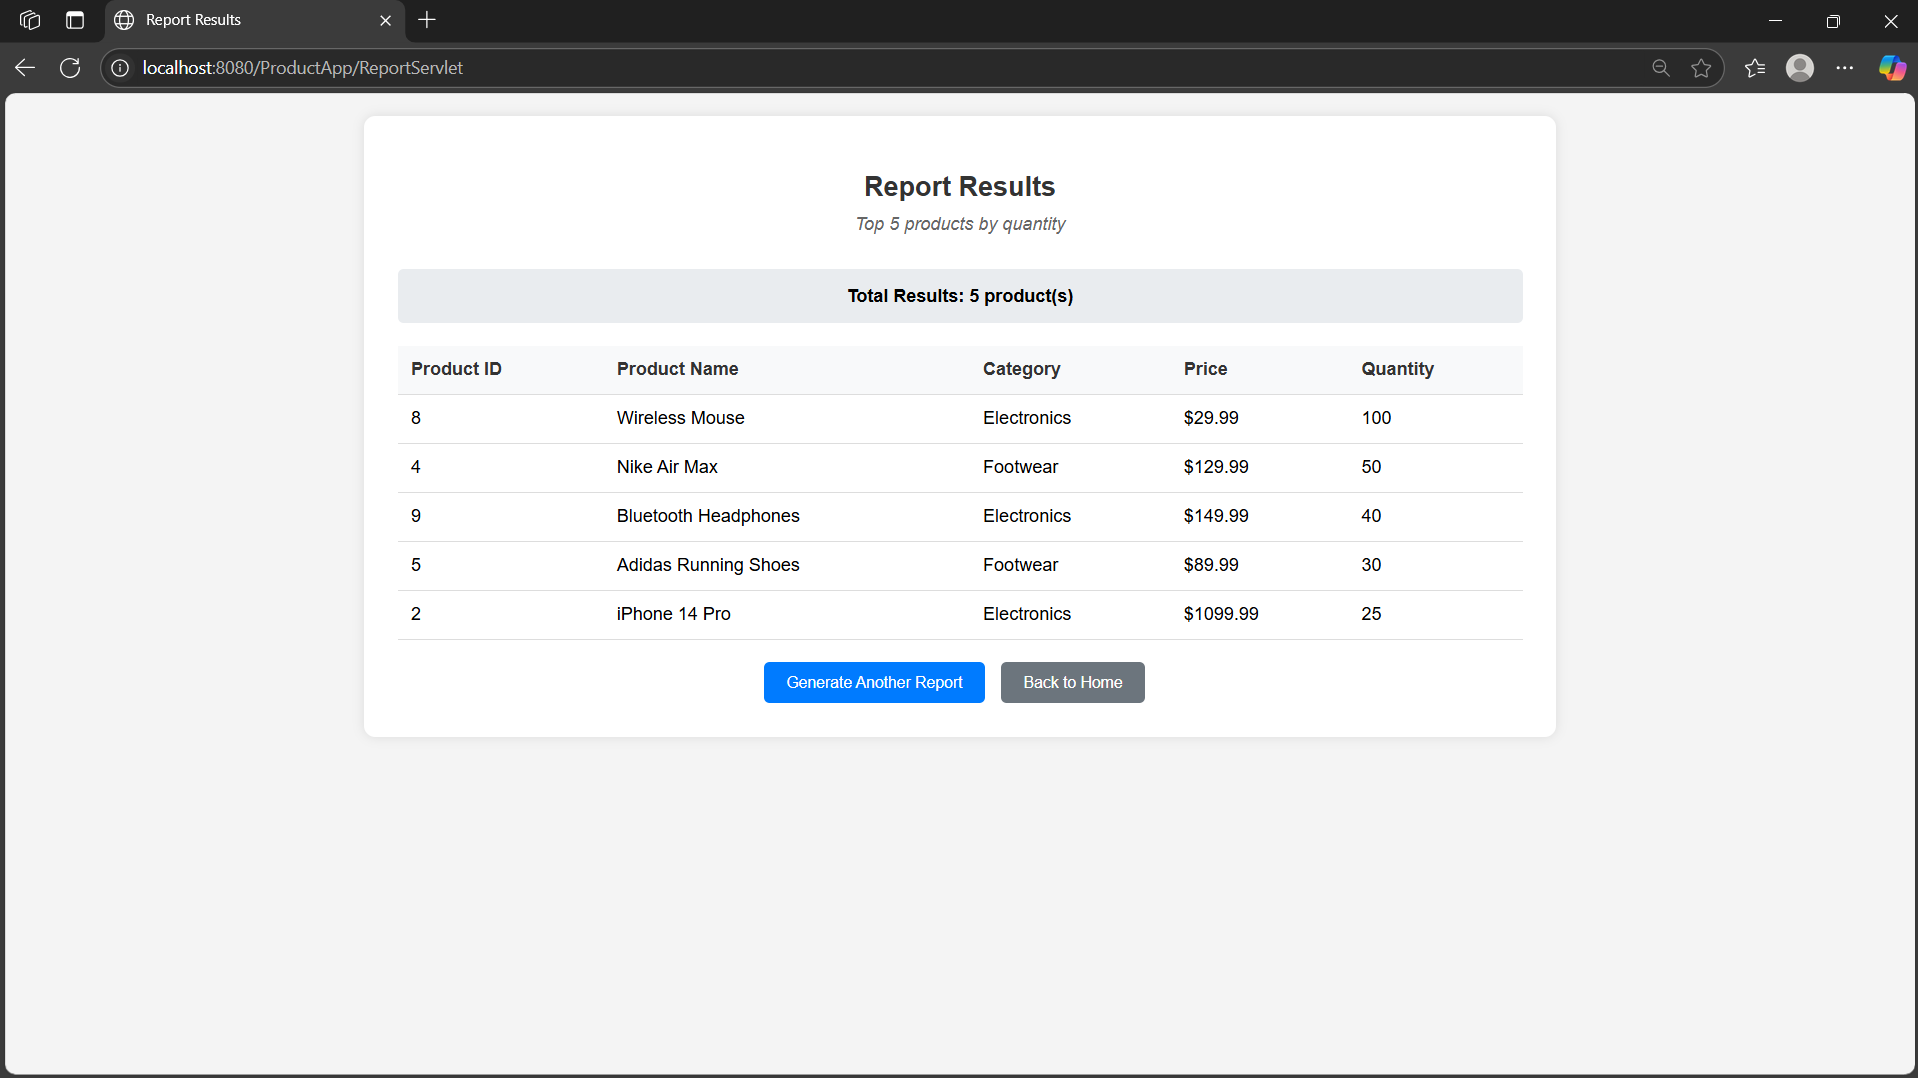 Report Results
localhost:8080/ProductApp/ReportServlet
Report Results
Top 5 products by quantity
Total Results: 5 product(s)
Product ID Product Name Category Price Quantity
8 Wireless Mouse Electronics $29.99 100
4 Nike Air Max Footwear $129.99 50
9 Bluetooth Headphones Electronics $149.99 40
5 Adidas Running Shoes Footwear $89.99 30
2 iPhone 14 Pro Electronics $1099.99 25
Generate Another Report Back to Home